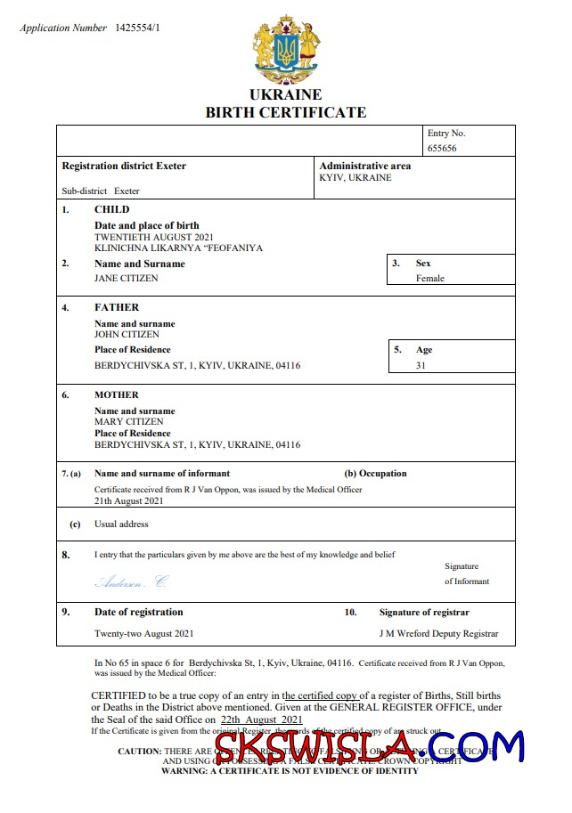 Application Number 1425554/1
UKRAINE
BIRTH CERTIFICATE
Entry No.
655656
Registration district Exeter
Administrative area
KYIV, UKRAINE
Sub-district Exeter
1. CHILD
Date and place of birth
TWENTIETH AUGUST 2021
KLINICHNA LIKARNYA “FEOFANIYA
2. Name and Surname
3. Sex
JANE CITIZEN
Female
4. FATHER
Name and surname
JOHN CITIZEN
Place of Residence
5. Age
BERDYCHIVSKA ST, 1, KYIV, UKRAINE, 04116
31
6. MOTHER
Name and surname
MARY CITIZEN
Place of Residence
BERDYCHIVSKA ST, 1, KYIV, UKRAINE, 04116
7. (a) Name and surname of informant (b) Occupation
Certificate received from R J Van Oppon, was issued by the Medical Officer
21th August 2021
(c) Usual address
8. I entry that the particulars given by me above are the best of my knowledge and belief
Signature
of Informant
Anderson, C.
9. Date of registration 10. Signature of registrar
Twenty-two August 2021 J M Wreford Deputy Registrar
In No 65 in space 6 for Berdychivska St, 1, Kyiv, Ukraine, 04116. Certificate received from R J Van Oppon,
was issued by the Medical Officer:
CERTIFIED to be a true copy of an entry in the certified copy of a register of Births, Still births
or Deaths in the District above mentioned. Given at the GENERAL REGISTER OFFICE, under
the Seal of the said Office on 22th August 2021
If the Certificate is given from the original Register, the words of the certified copy of are struck out
CAUTION: THERE ARE
AND USING A CERTIFICATE. CROWN COPYRIGHT
WARNING: A CERTIFICATE IS NOT EVIDENCE OF IDENTITY
SKSWISLA.COM